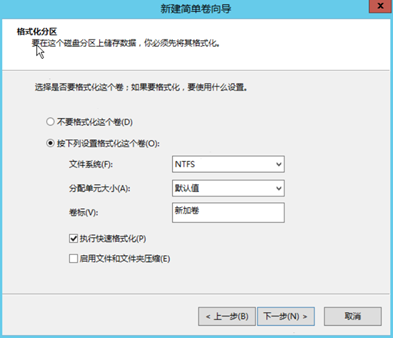 新建简单卷向导
格式化分区
要在这个磁盘分区上储存数据，你必须先将其格式化。
选择是否要格式化这个卷；如果要格式化，要使用什么设置。
不要格式化这个卷(D)
按下列设置格式化这个卷(O):
文件系统(F): NTFS
分配单元大小(A): 默认值
卷标(V): 新加卷
执行快速格式化(P)
启用文件和文件夹压缩(E)
< 上一步(B) 下一步(N) > 取消